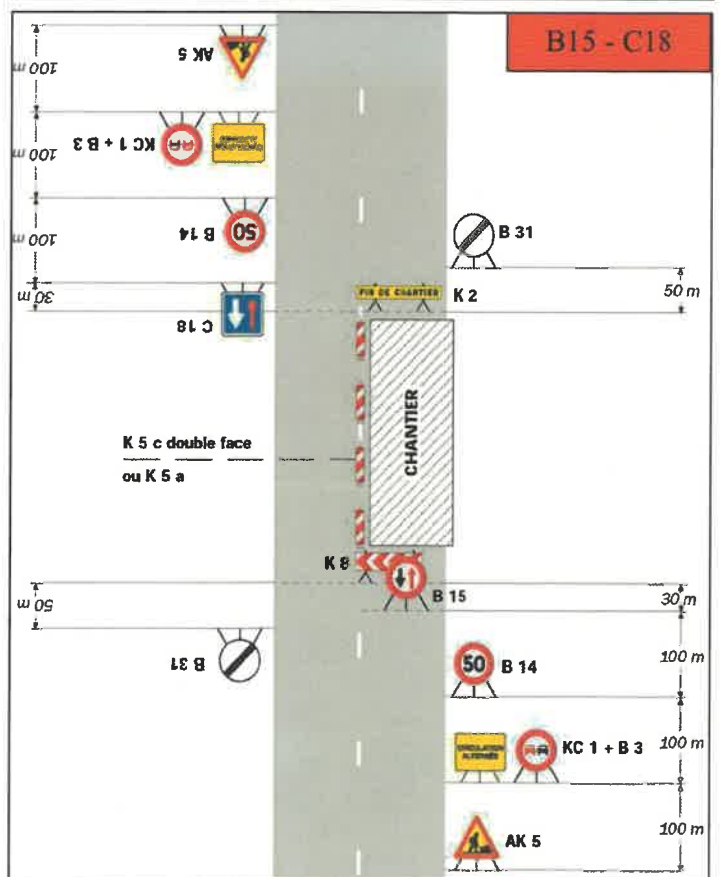 B15 - C18
100 m
AK 5
100 m
KC 1 + B 3
100 m
50
B 14
30 m
C 18
B 31
50 m
FIN DE CHANTIER
K 2
CHANTIER
K 5 c double face
ou K 5 a
K 8
B 15
30 m
50 m
B 31
50
B 14
100 m
CIRCULATION
ALTERNÉE
KC 1 + B 3
100 m
AK 5
100 m